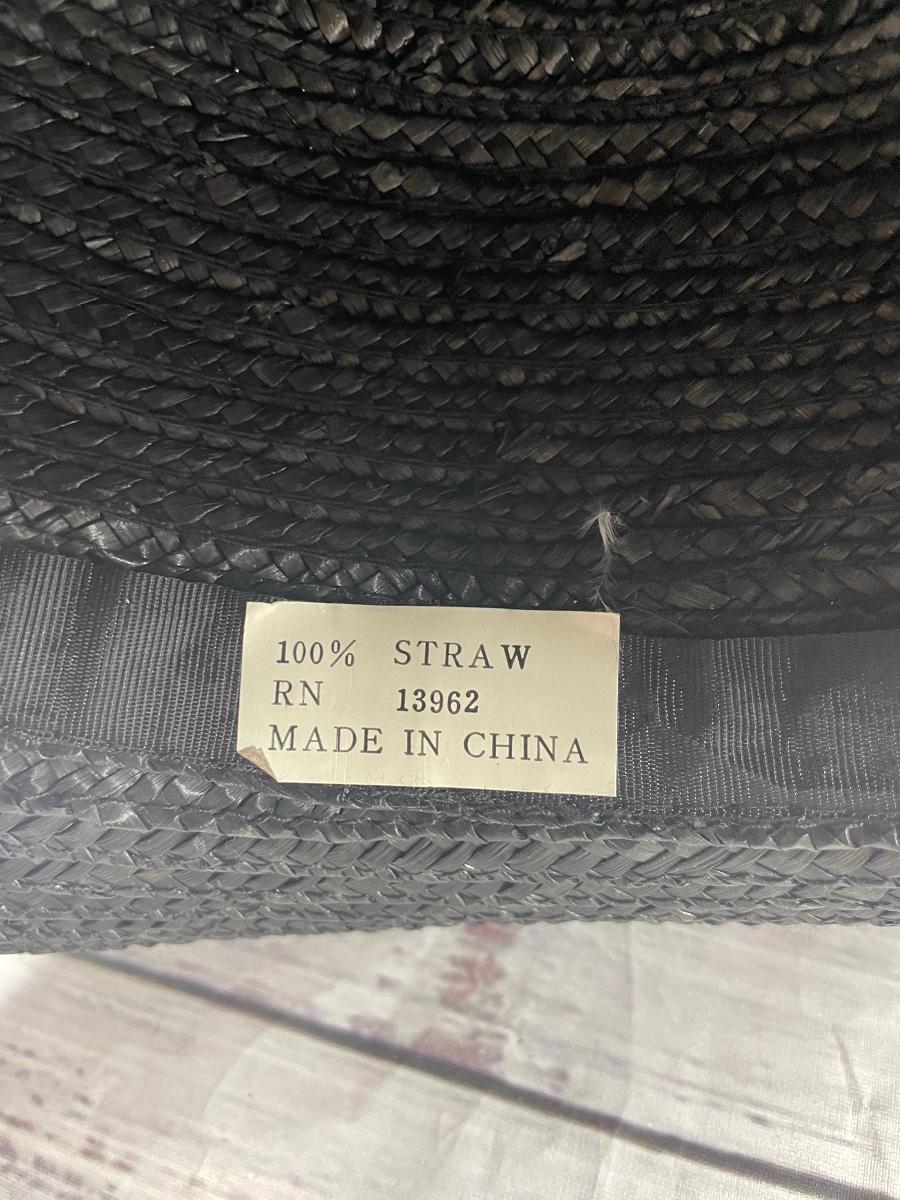 100% STRAW
RN 13962
MADE IN CHINA